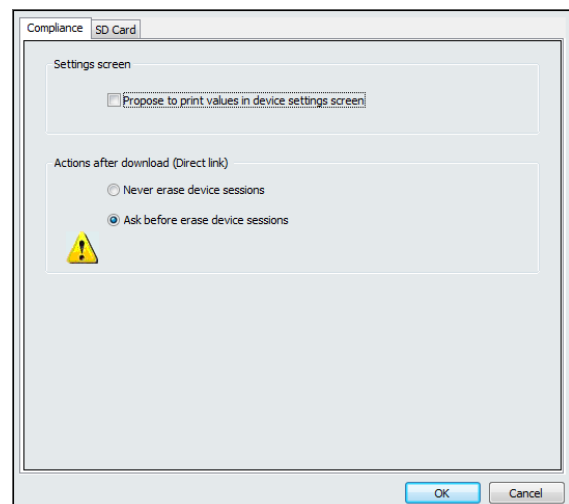 Compliance SD Card
Settings screen
Propose to print values in device settings screen
Actions after download (Direct link)
Never erase device sessions
Ask before erase device sessions
OK Cancel